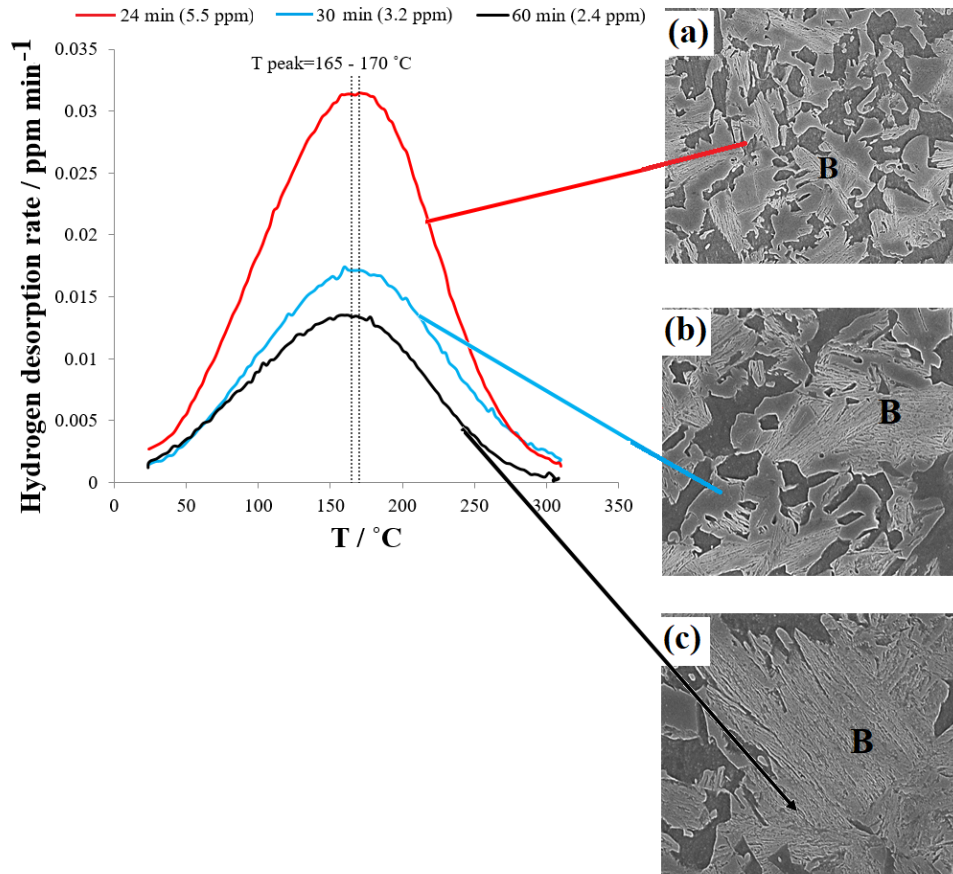 24 min (5.5 ppm) 30 min (3.2 ppm) 60 min (2.4 ppm)
Hydrogen desorption rate / ppm min⁻¹
0.035
0.03
0.025
0.02
0.015
0.01
0.005
0
T peak=165 - 170 ˚C
0 50 100 150 200 250 300 350
T / ˚C
(a)
B
(b)
B
(c)
B